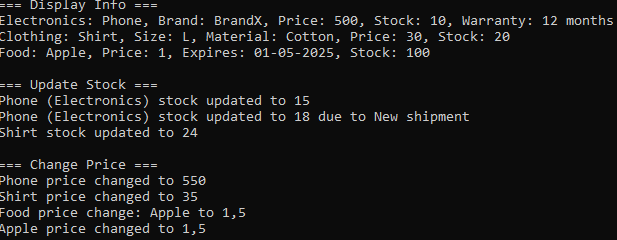 === Display Info ===
Electronics: Phone, Brand: BrandX, Price: 500, Stock: 10, Warranty: 12 months
Clothing: Shirt, Size: L, Material: Cotton, Price: 30, Stock: 20
Food: Apple, Price: 1, Expires: 01-05-2025, Stock: 100
=== Update Stock ===
Phone (Electronics) stock updated to 15
Phone (Electronics) stock updated to 18 due to New shipment
Shirt stock updated to 24
=== Change Price ===
Phone price changed to 550
Shirt price changed to 35
Food price change: Apple to 1,5
Apple price changed to 1,5